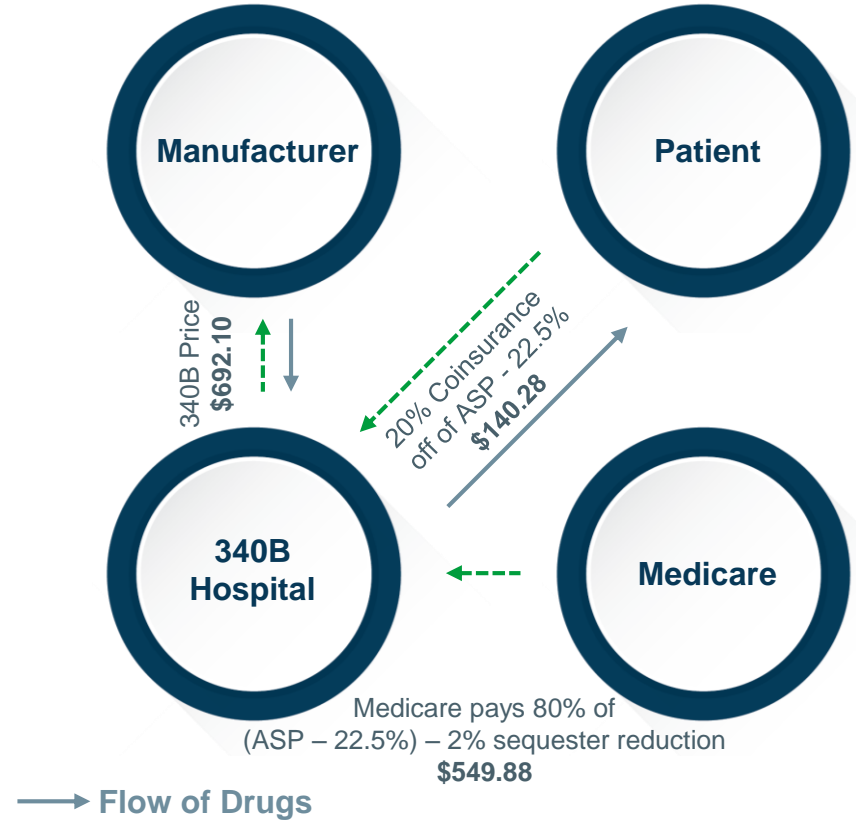 Manufacturer
Patient
340B Price
$692.10
20% Coinsurance
off of ASP - 22.5%
$140.28
340B
Hospital
Medicare
Medicare pays 80% of
(ASP – 22.5%) – 2% sequester reduction
$549.88
Flow of Drugs